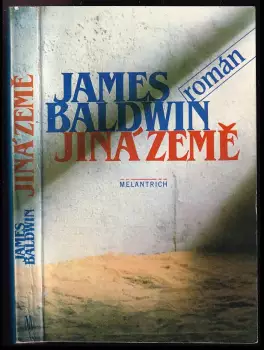 JAMES
BALDWIN
JINÁ ZEMĚ
román
MELANTRICH
JAMES
BALDWIN
JINÁ ZEMĚ